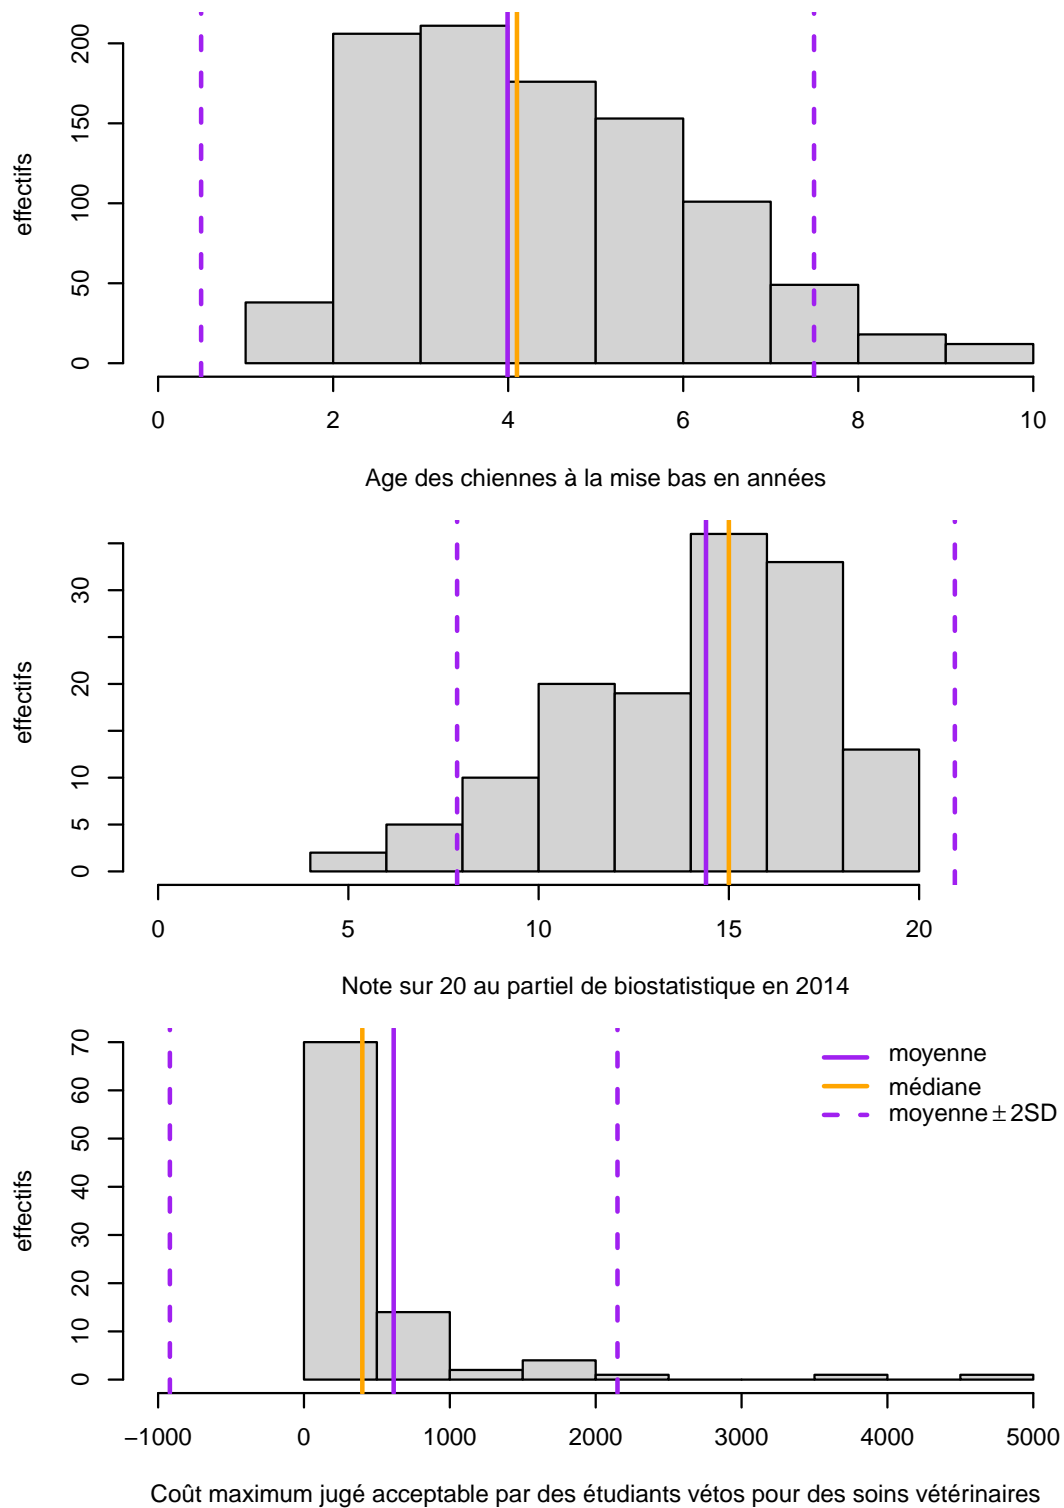 effectifs
0 50 100 150 200
0 2 4 6 8 10
Age des chiennes à la mise bas en années
effectifs
0 5 10 20 30
0 5 10 15 20
Note sur 20 au partiel de biostatistique en 2014
effectifs
0 10 20 30 40 50 60 70
moyenne
médiane
moyenne ± 2SD
−1000 0 1000 2000 3000 4000 5000
Coût maximum jugé acceptable par des étudiants vétos pour des soins vétérinaires